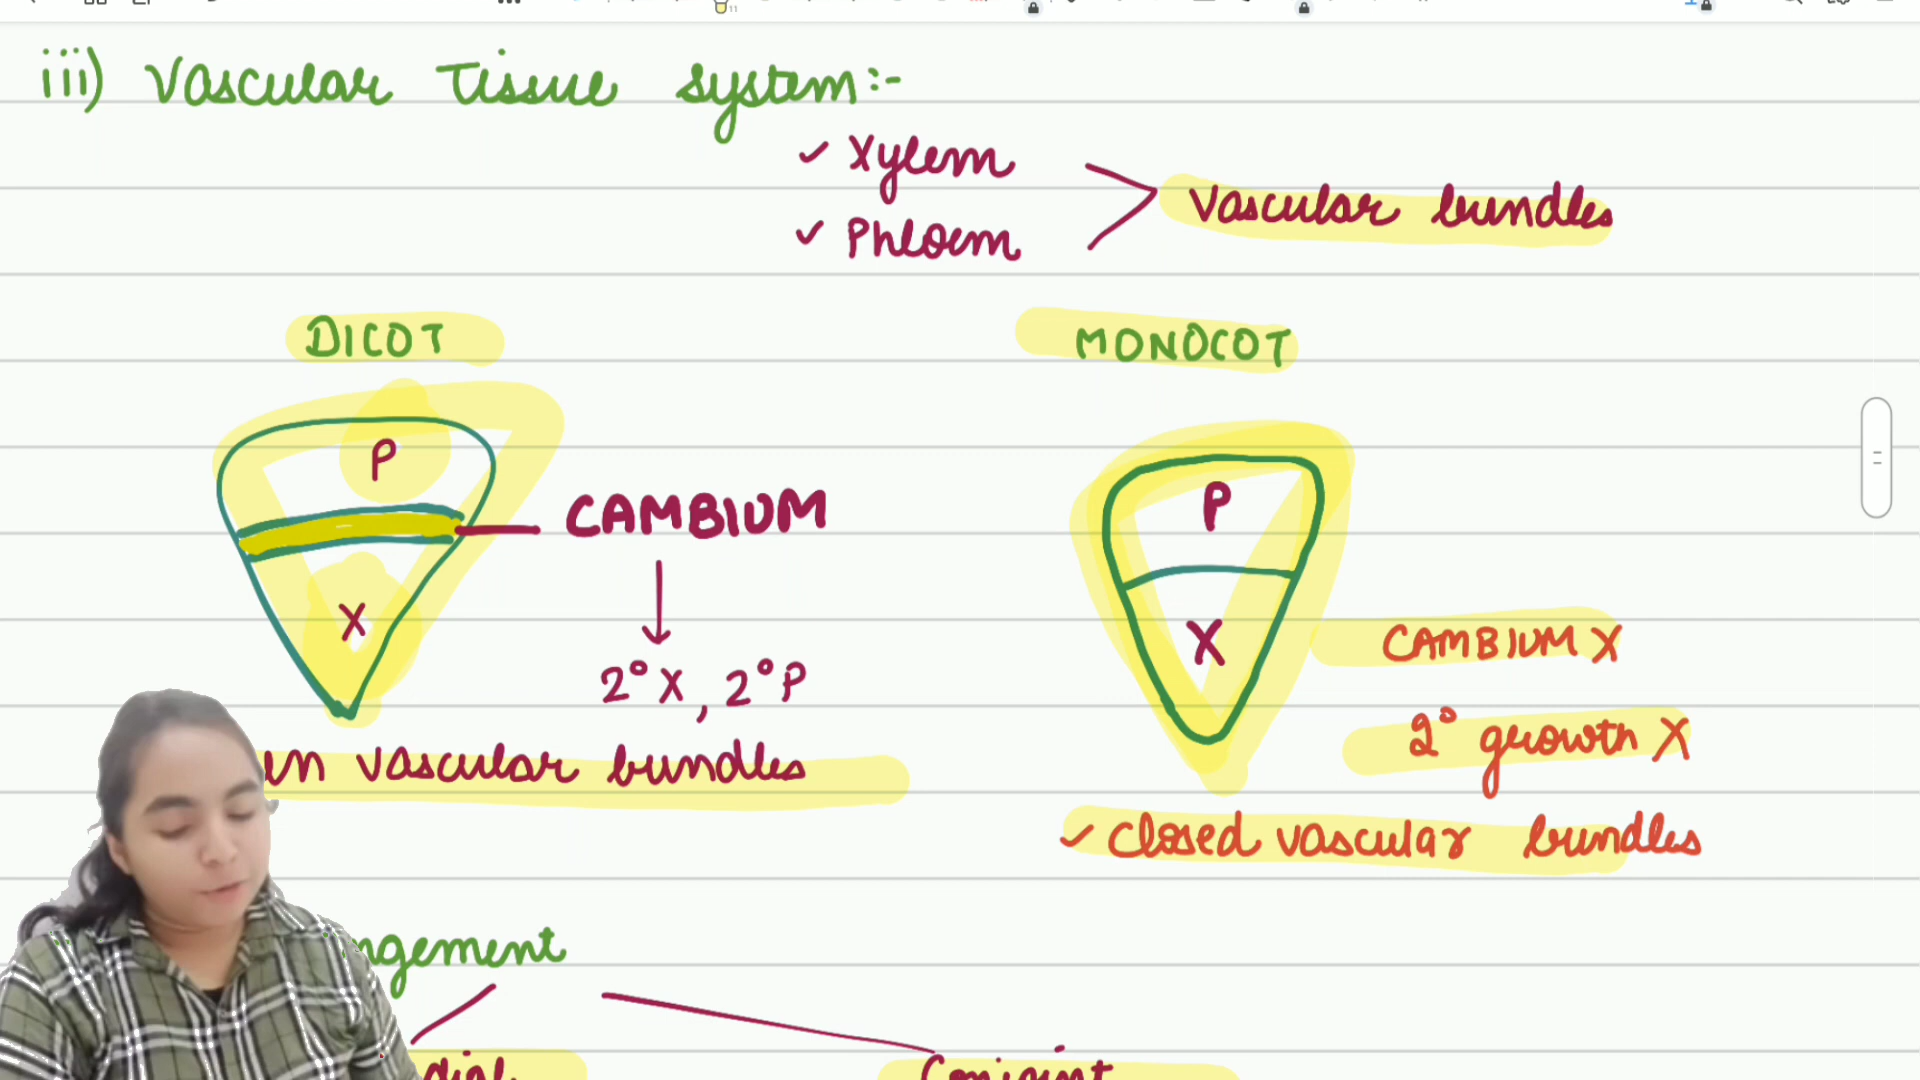 iii) Vascular Tissue system:-
✓ Xylem
✓ Phloem
Vascular bundles
DICOT
MONOCOT
P
CAMBIUM
X
2° X, 2° P
vascular bundles
P
X
CAMBIUM X
2° growth X
✓ Closed vascular bundles